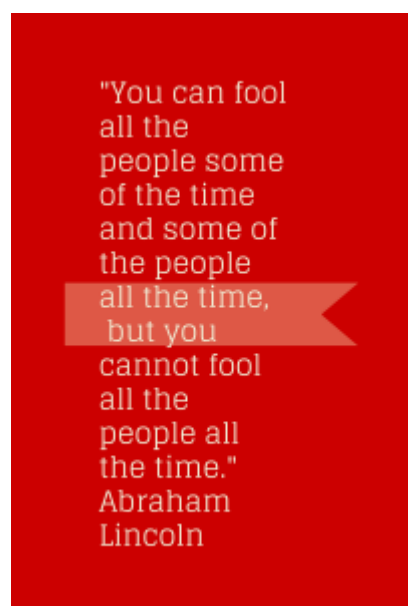 "You can fool
all the
people some
of the time
and some of
the people
all the time,
but you
cannot fool
all the
people all
the time."
Abraham
Lincoln